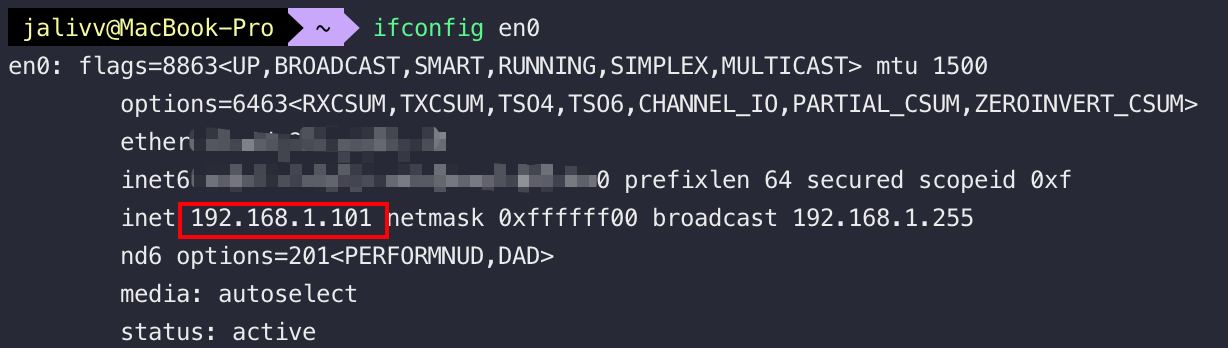 jalivv@MacBook-Pro ~ ifconfig en0
en0: flags=8863<UP,BROADCAST,SMART,RUNNING,SIMPLEX,MULTICAST> mtu 1500
options=6463<RXCSUM,TXCSUM,TSO4,TSO6,CHANNEL_IO,PARTIAL_CSUM,ZEROINVERT_CSUM>
ether
inet6 0 prefixlen 64 secured scopeid 0xf
inet 192.168.1.101 netmask 0xffffff00 broadcast 192.168.1.255
nd6 options=201<PERFORMNUD,DAD>
media: autoselect
status: active